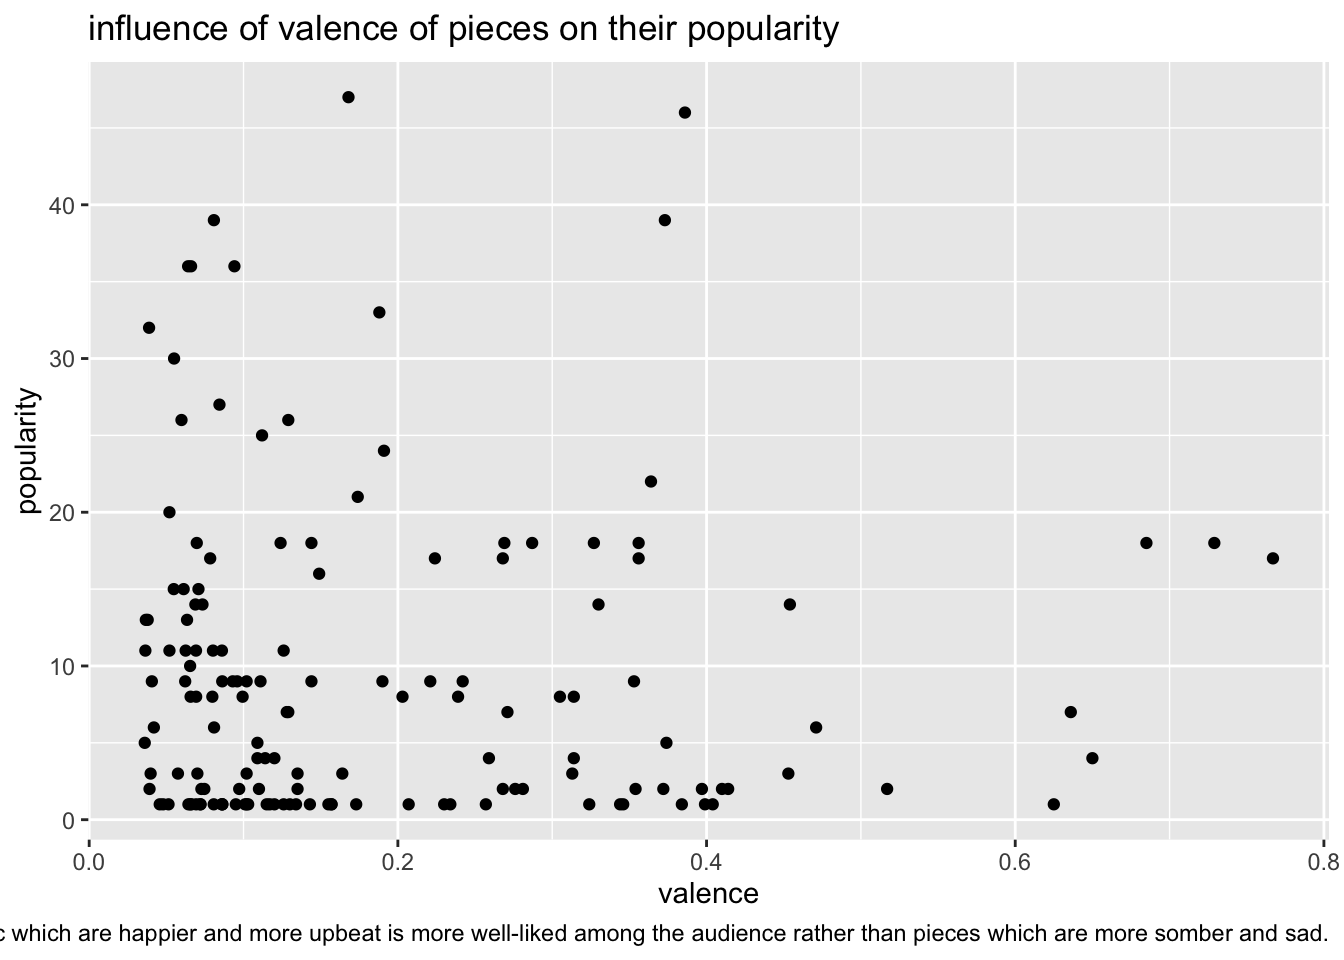 influence of valence of pieces on their popularity
popularity
40
30
20
10
0
0.0 0.2 0.4 0.6 0.8
valence
which are happier and more upbeat is more well-liked among the audience rather than pieces which are more somber and sad.